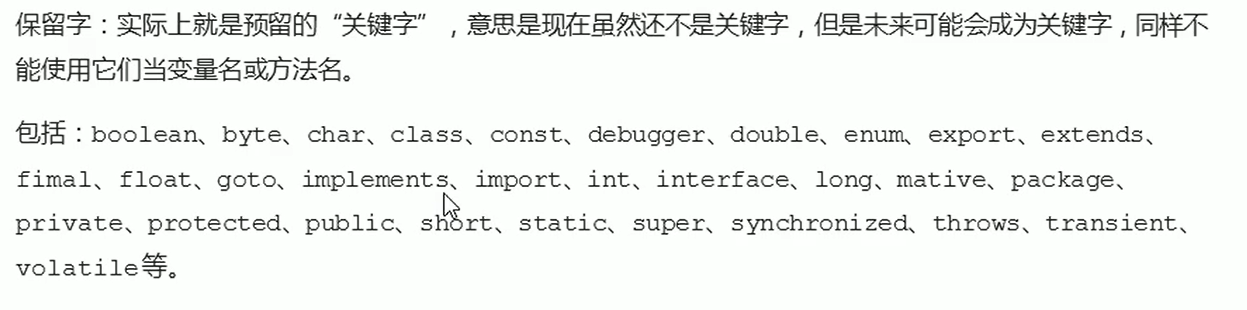 保留字：实际上就是预留的“关键字”，意思是现在虽然还不是关键字，但是未来可能会成为关键字，同样不
能使用它们当变量名或方法名。
包括：boolean、byte、char、class、const、debugger、double、enum、export、extends、
fimal、float、goto、implements、import、int、interface、long、mative、package、
private、protected、public、short、static、super、synchronized、throws、transient、
volatile等。